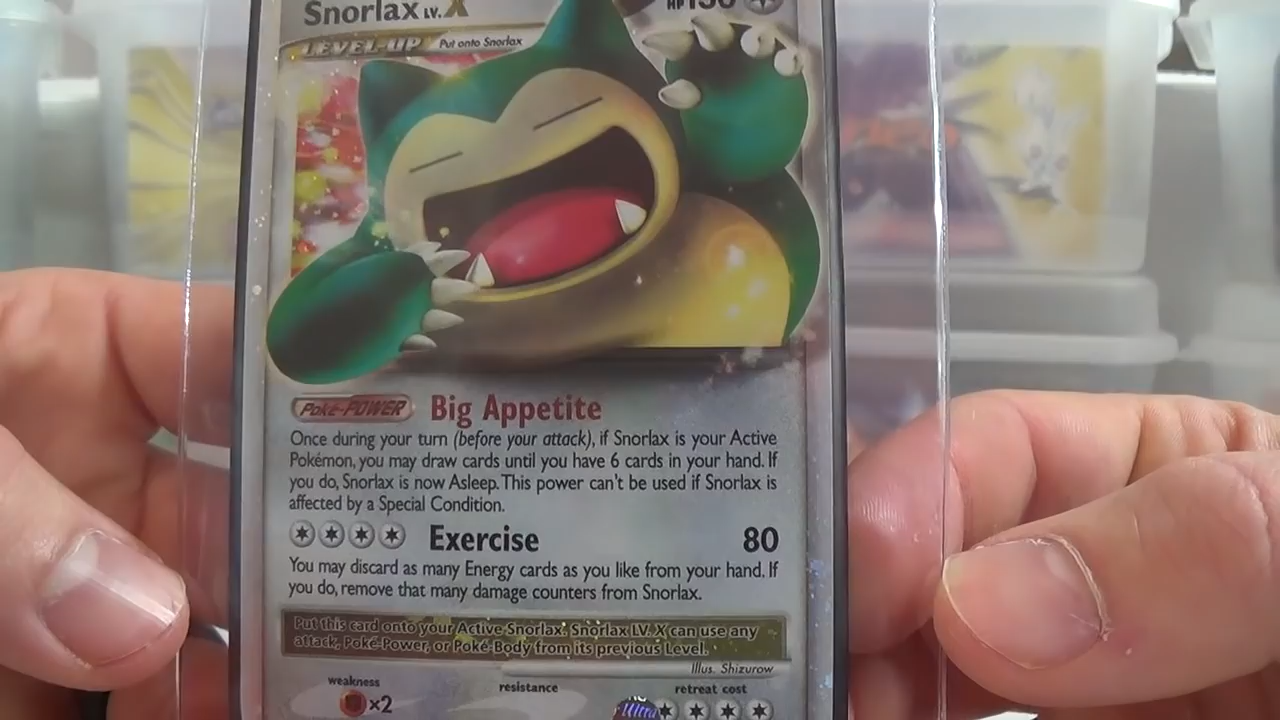 Snorlax LV.X HP130
LEVEL-UP Put onto Snorlax
Poké-POWER Big Appetite
Once during your turn (before your attack), if Snorlax is your Active
Pokémon, you may draw cards until you have 6 cards in your hand. If
you do, Snorlax is now Asleep. This power can't be used if Snorlax is
affected by a Special Condition.
Exercise 80
You may discard as many Energy cards as you like from your hand. If
you do, remove that many damage counters from Snorlax.
Put this card onto your Active Snorlax. Snorlax LV. X can use any
attack, Poké-Power, or Poké-Body from its previous Level.
Illus. Shizurow
weakness resistance retreat cost
×2 Ultra